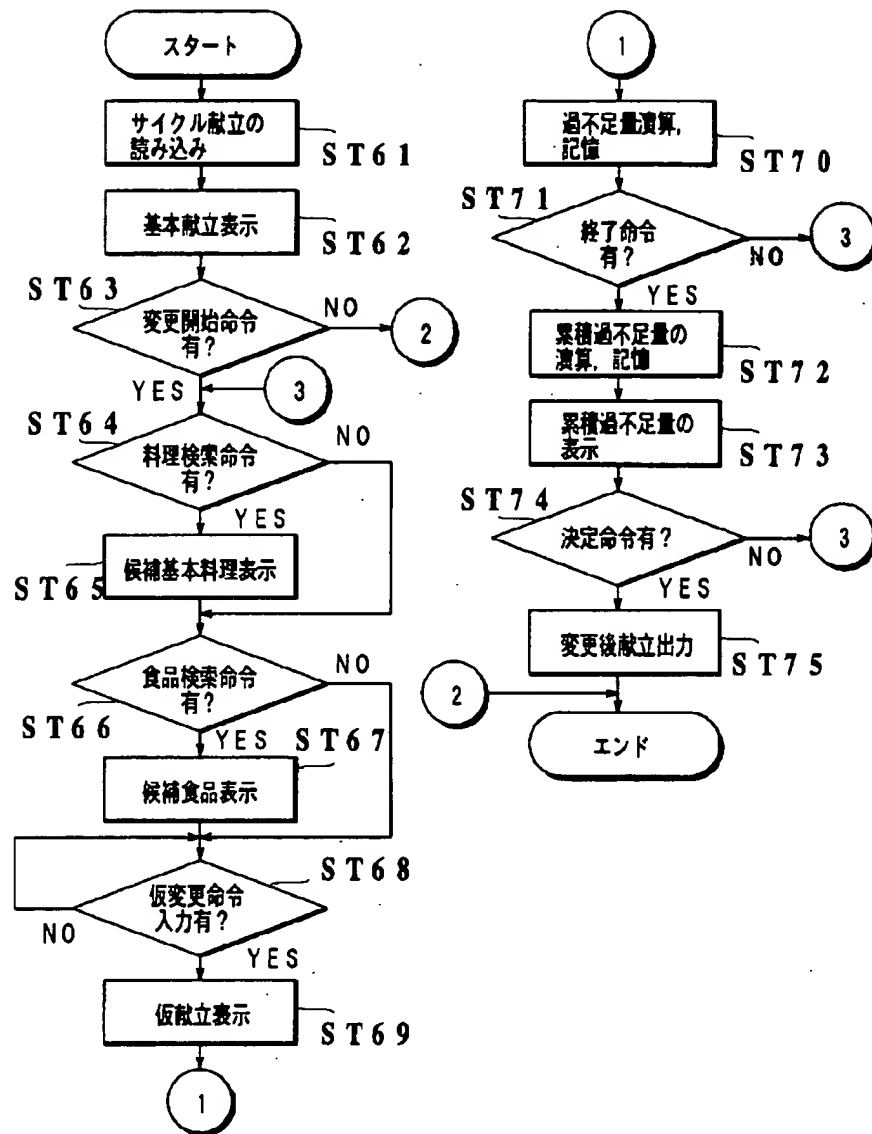 スタート
サイクル献立の
読み込み
ST61
基本献立表示
ST62
ST63
変更開始命令
有?
NO
2
YES
3
ST64
料理検索命令
有?
NO
YES
候補基本料理表示
ST65
食品検索命令
有?
NO
ST66
YES
ST67
候補食品表示
ST68
仮変更命令
入力有?
NO
YES
仮献立表示
ST69
1
1
過不足量演算,
記憶
ST70
ST71
終了命令
有?
NO
3
YES
累積過不足量の
演算, 記憶
ST72
累積過不足量の
表示
ST73
ST74
決定命令有?
NO
3
YES
変更後献立出力
ST75
2
エンド